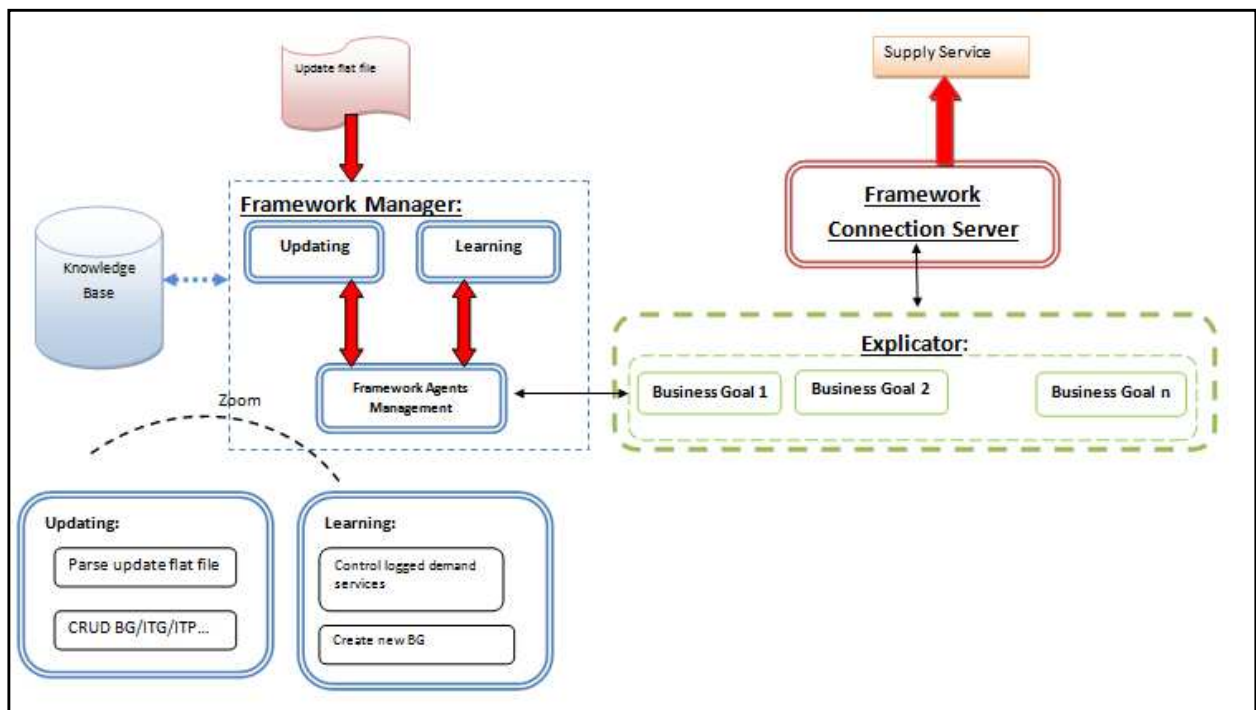 Update flat file
Supply Service
Framework Manager:
Updating
Learning
Framework
Connection Server
Knowledge
Base
Framework Agents
Management
Explicator:
Business Goal 1
Business Goal 2
Business Goal n
Zoom
Updating:
Parse update flat file
CRUD BG/ITG/ITP...
Learning:
Control logged demand
services
Create new BG